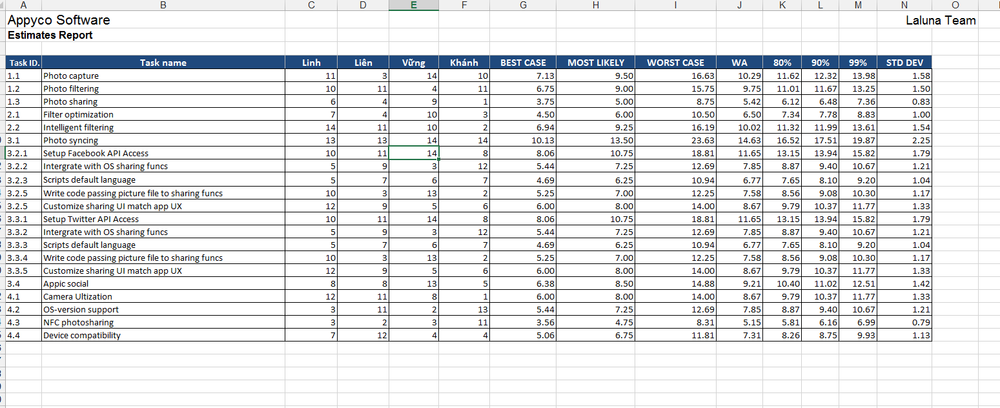 A B C D E F G H I J K L M N O
Appyco Software Laluna Team
Estimates Report
Task ID. Task name Linh Liên Vững Khánh BEST CASE MOST LIKELY WORST CASE WA 80% 90% 99% STD DEV
1.1 Photo capture 11 3 14 10 7.13 9.50 16.63 10.29 11.62 12.32 13.98 1.58
1.2 Photo filtering 10 11 4 11 6.75 9.00 15.75 9.75 11.01 11.67 13.25 1.50
1.3 Photo sharing 6 4 9 1 3.75 5.00 8.75 5.42 6.12 6.48 7.36 0.83
2.1 Filter optimization 7 4 10 3 4.50 6.00 10.50 6.50 7.34 7.78 8.83 1.00
2.2 Intelligent filtering 14 11 10 2 6.94 9.25 16.19 10.02 11.32 11.99 13.61 1.54
3.1 Photo syncing 13 13 14 14 10.13 13.50 23.63 14.63 16.52 17.51 19.87 2.25
3.2.1 Setup Facebook API Access 10 11 14 8 8.06 10.75 18.81 11.65 13.15 13.94 15.82 1.79
3.2.2 Intergrate with OS sharing funcs 5 9 3 12 5.44 7.25 12.69 7.85 8.87 9.40 10.67 1.21
3.2.3 Scripts default language 5 7 6 7 4.69 6.25 10.94 6.77 7.65 8.10 9.20 1.04
3.2.5 Write code passing picture file to sharing funcs 10 3 13 2 5.25 7.00 12.25 7.58 8.56 9.08 10.30 1.17
3.2.5 Customize sharing UI match app UX 12 9 5 6 6.00 8.00 14.00 8.67 9.79 10.37 11.77 1.33
3.3.1 Setup Twitter API Access 10 11 14 8 8.06 10.75 18.81 11.65 13.15 13.94 15.82 1.79
3.3.2 Intergrate with OS sharing funcs 5 9 3 12 5.44 7.25 12.69 7.85 8.87 9.40 10.67 1.21
3.3.3 Scripts default language 5 7 6 7 4.69 6.25 10.94 6.77 7.65 8.10 9.20 1.04
3.3.4 Write code passing picture file to sharing funcs 10 3 13 2 5.25 7.00 12.25 7.58 8.56 9.08 10.30 1.17
3.3.5 Customize sharing UI match app UX 12 9 5 6 6.00 8.00 14.00 8.67 9.79 10.37 11.77 1.33
3.4 Appic social 8 8 13 5 6.38 8.50 14.88 9.21 10.40 11.02 12.51 1.42
4.1 Camera Ultization 12 11 8 1 6.00 8.00 14.00 8.67 9.79 10.37 11.77 1.33
4.2 OS-version support 3 11 2 13 5.44 7.25 12.69 7.85 8.87 9.40 10.67 1.21
4.3 NFC photosharing 3 2 3 11 3.56 4.75 8.31 5.15 5.81 6.16 6.99 0.79
4.4 Device compatibility 7 12 4 4 5.06 6.75 11.81 7.31 8.26 8.75 9.93 1.13